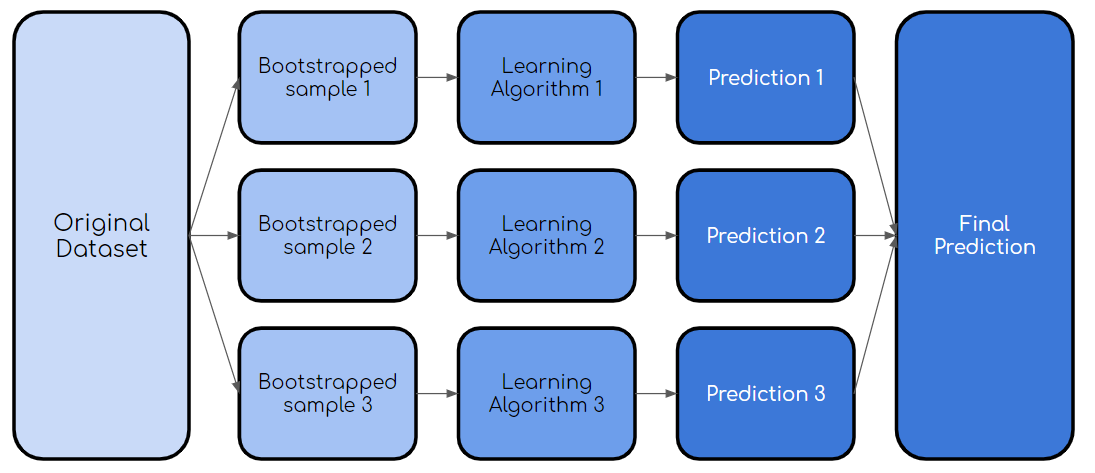 Original
Dataset
Bootstrapped
sample 1
Learning
Algorithm 1
Prediction 1
Bootstrapped
sample 2
Learning
Algorithm 2
Prediction 2
Bootstrapped
sample 3
Learning
Algorithm 3
Prediction 3
Final
Prediction